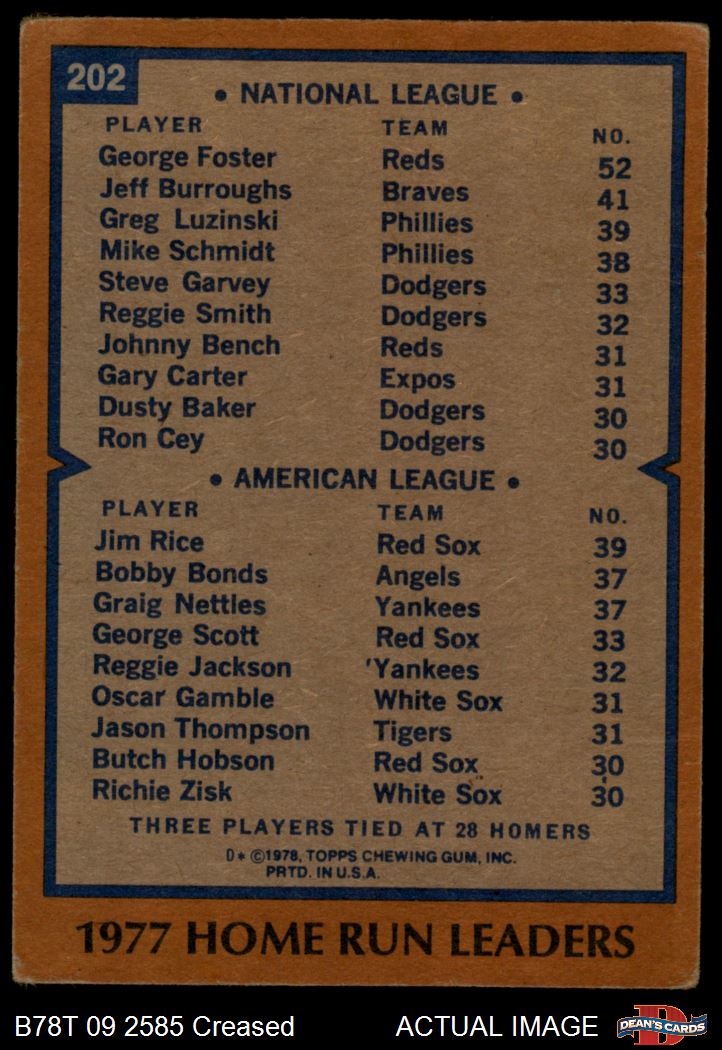 202
• NATIONAL LEAGUE •
PLAYER TEAM NO.
George Foster Reds 52
Jeff Burroughs Braves 41
Greg Luzinski Phillies 39
Mike Schmidt Phillies 38
Steve Garvey Dodgers 33
Reggie Smith Dodgers 32
Johnny Bench Reds 31
Gary Carter Expos 31
Dusty Baker Dodgers 30
Ron Cey Dodgers 30
• AMERICAN LEAGUE •
PLAYER TEAM NO.
Jim Rice Red Sox 39
Bobby Bonds Angels 37
Graig Nettles Yankees 37
George Scott Red Sox 33
Reggie Jackson 'Yankees 32
Oscar Gamble White Sox 31
Jason Thompson Tigers 31
Butch Hobson Red Sox 30
Richie Zisk White Sox 30
THREE PLAYERS TIED AT 28 HOMERS
D* ©1978, TOPPS CHEWING GUM, INC.
PRTD. IN U.S.A.
1977 HOME RUN LEADERS
B78T 09 2585 Creased ACTUAL IMAGE DEAN'S CARDS